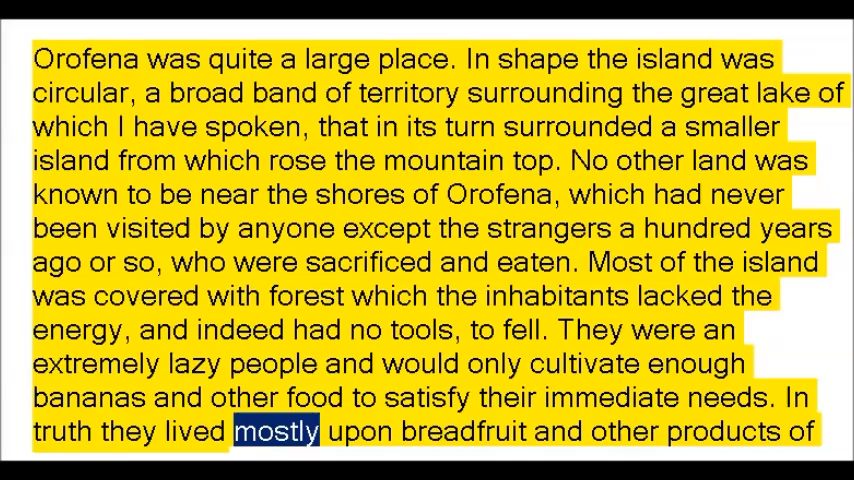 Orofena was quite a large place. In shape the island was
circular, a broad band of territory surrounding the great lake of
which I have spoken, that in its turn surrounded a smaller
island from which rose the mountain top. No other land was
known to be near the shores of Orofena, which had never
been visited by anyone except the strangers a hundred years
ago or so, who were sacrificed and eaten. Most of the island
was covered with forest which the inhabitants lacked the
energy, and indeed had no tools, to fell. They were an
extremely lazy people and would only cultivate enough
bananas and other food to satisfy their immediate needs. In
truth they lived mostly upon breadfruit and other products of